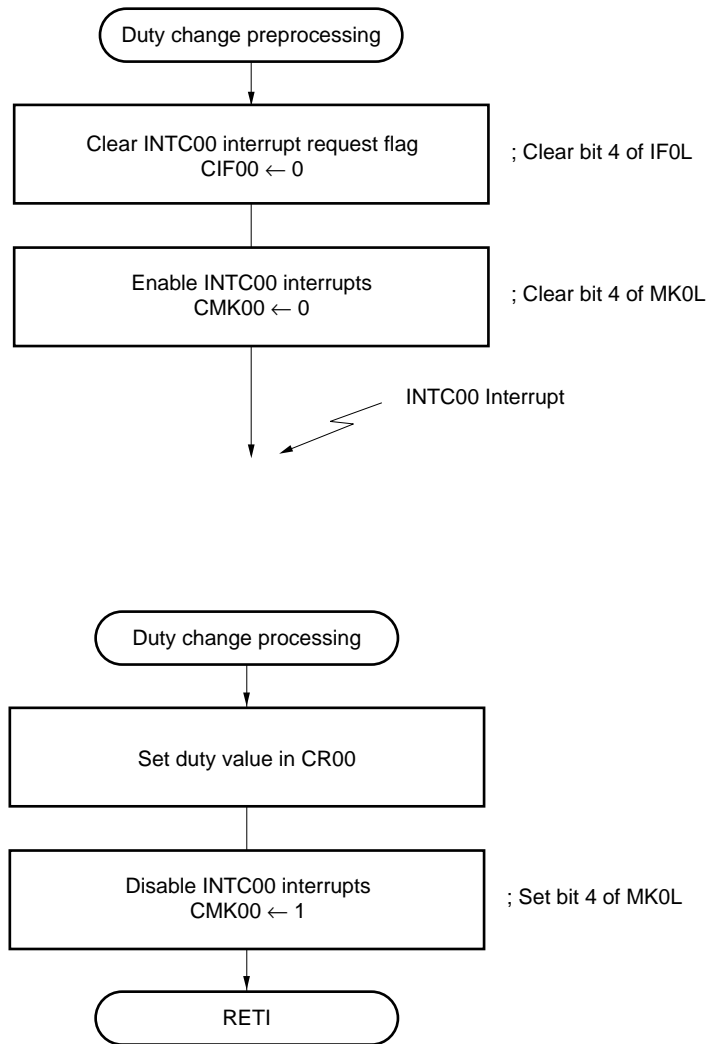 Duty change preprocessing
Clear INTC00 interrupt request flag
CIF00 ← 0
; Clear bit 4 of IF0L
Enable INTC00 interrupts
CMK00 ← 0
; Clear bit 4 of MK0L
INTC00 Interrupt
Duty change processing
Set duty value in CR00
Disable INTC00 interrupts
CMK00 ← 1
; Set bit 4 of MK0L
RETI